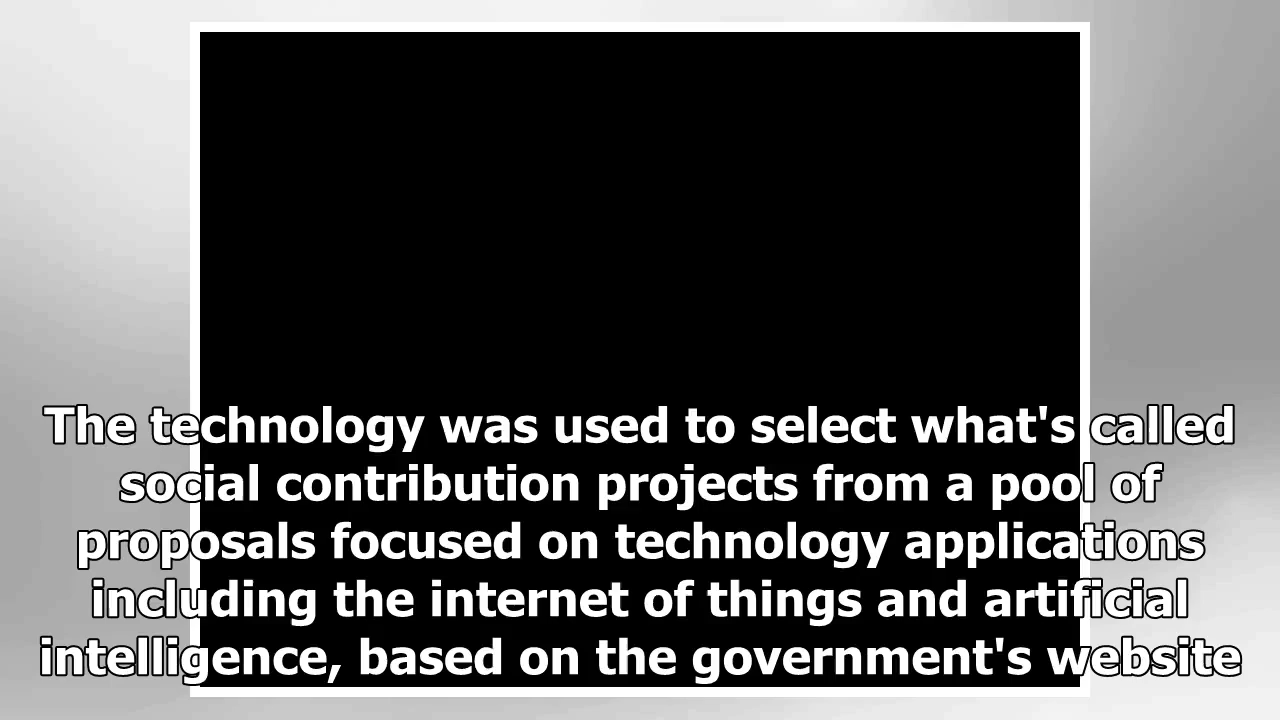 The technology was used to select what's called
social contribution projects from a pool of
proposals focused on technology applications
including the internet of things and artificial
intelligence, based on the government's website